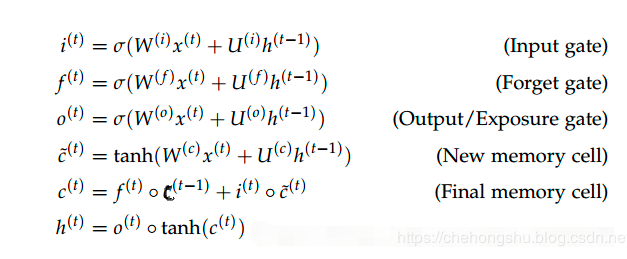 i^{(t)} = σ(W^{(i)}x^{(t)} + U^{(i)}h^{(t−1)}) (Input gate)
f^{(t)} = σ(W^{(f)}x^{(t)} + U^{(f)}h^{(t−1)}) (Forget gate)
o^{(t)} = σ(W^{(o)}x^{(t)} + U^{(o)}h^{(t−1)}) (Output/Exposure gate)
c̃^{(t)} = tanh(W^{(c)}x^{(t)} + U^{(c)}h^{(t−1)}) (New memory cell)
c^{(t)} = f^{(t)} ∘ c^{(t−1)} + i^{(t)} ∘ c̃^{(t)} (Final memory cell)
h^{(t)} = o^{(t)} ∘ tanh(c^{(t)})
https://chehongshu.blog.csdn.ne